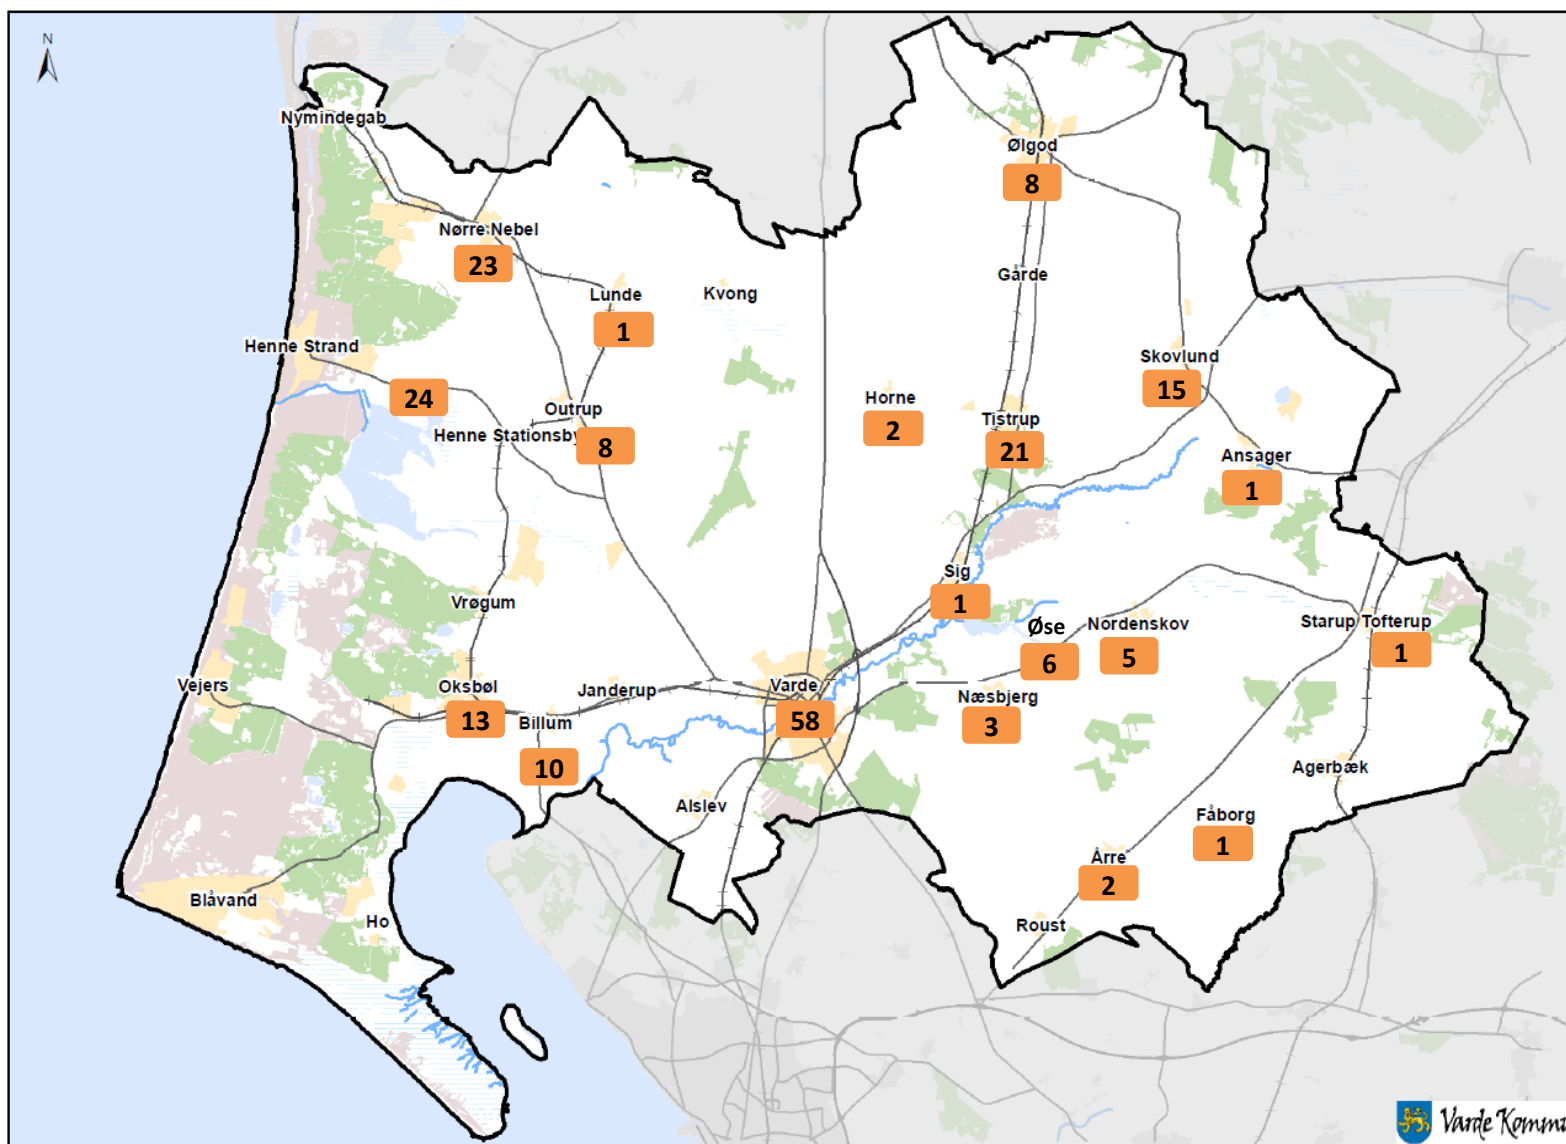 N
Nymindegab
Ølgod
8
Nørre Nebel
23
Gårde
Lunde
Kvong
1
Henne Strand
Skovlund
24
15
Horne
Outrup
2
Tistrup
Henne Stationsby
8
21
Ansager
1
Sig
1
Vrøgum
Øse
Nordenskov
Starup Tofterup
6
5
1
Vejers
Oksbøl
Janderup
Varde
Næsbjerg
13
Billum
58
3
10
Agerbæk
Alslev
Fåborg
1
Årre
2
Blåvand
Ho
Roust
Varde Kommu